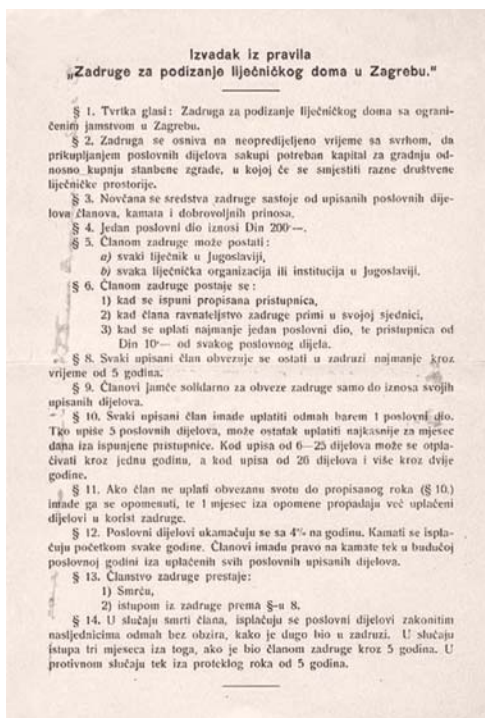 Izvadak iz pravila
„Zadruge za podizanje liječničkog doma u Zagrebu.“
§ 1. Tvrtka glasi: Zadruga za podizanje liječničkog doma sa ograni-
čenim jamstvom u Zagrebu.
§ 2. Zadruga se osniva na neopredijeljeno vrijeme sa svrhom, da
prikupljanjem poslovnih dijelova sakupi potreban kapital za gradnju od-
nosno kupnju stanbene zgrade, u kojoj će se smjestiti razne društvene
liječničke prostorije.
§ 3. Novčana se sredstva zadruge sastoje od upisanih poslovnih dije-
lova članova, kamata i dobrovoljnih prinosa.
§ 4. Jedan poslovni dio iznosi Din 200·—.
§ 5. Članom zadruge može postati:
a) svaki liječnik u Jugoslaviji,
b) svaka liječnička organizacija ili institucija u Jugoslaviji.
§ 6. Članom zadruge postaje se:
1) kad se ispuni propisana pristupnica,
2) kad člana ravnateljstvo zadruge primi u svojoj sjednici,
3) kad se uplati najmanje jedan poslovni dio, te pristupnica od
Din 10·— od svakog poslovnog dijela.
§ 8. Svaki upisani član obvezuje se ostati u zadruzi najmanje kroz
vrijeme od 5 godina.
§ 9. Članovi jamče solidarno za obveze zadruge samo do iznosa svojih
upisanih dijelova.
§ 10. Svaki upisani član imade uplatiti odmah barem 1 poslovni dio.
Tko upiše 5 poslovnih dijelova, može ostatak uplatiti najkasnije za mjesec
dana iza ispunjene pristupnice. Kod upisa od 6—25 dijelova može se otpla-
ćivati kroz jednu godinu, a kod upisa od 26 dijelova i više kroz dvije
godine.
§ 11. Ako član ne uplati obvezanu svotu do propisanog roka (§ 10.)
imade ga se opomenuti, te 1 mjesec iza opomene propadaju već uplaćeni
dijelovi u korist zadruge.
§ 12. Poslovni dijelovi ukamaćuju se sa 4% na godinu. Kamati se ispla-
ćuju početkom svake godine. Članovi imadu pravo na kamate tek u budućoj
poslovnoj godini iza uplaćenih svih poslovnih upisanih dijelova.
§ 13. Članstvo zadruge prestaje:
1) Smrću,
2) istupom iz zadruge prema §-u 8.
§ 14. U slučaju smrti člana, isplaćuju se poslovni dijelovi zakonitim
nasljednicima odmah bez obzira, kako je dugo bio u zadruzi. U slučaju
istupa tri mjeseca iza toga, ako je bio članom zadruge kroz 5 godina. U
protivnom slučaju tek iza proteklog roka od 5 godina.